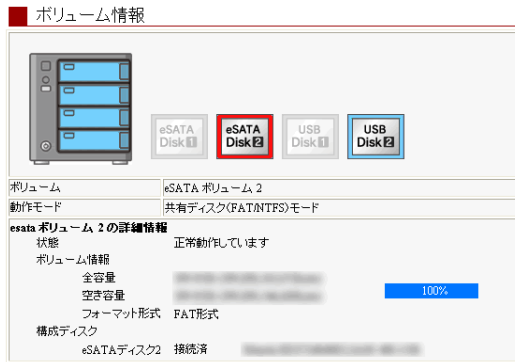 ボリューム情報
eSATA Disk 1
eSATA Disk 2
USB Disk 1
USB Disk 2
ボリューム eSATA ボリューム 2
動作モード 共有ディスク(FAT/NTFS)モード
esata ボリューム 2 の詳細情報
状態 正常動作しています
ボリューム情報
全容量
空き容量 100%
フォーマット形式 FAT形式
構成ディスク
eSATAディスク2 接続済